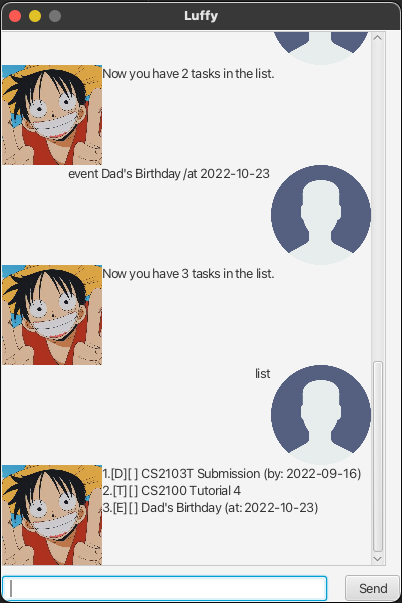 Luffy
Now you have 2 tasks in the list.
event Dad's Birthday /at 2022-10-23
Now you have 3 tasks in the list.
list
1.[D][ ] CS2103T Submission (by: 2022-09-16)
2.[T][ ] CS2100 Tutorial 4
3.[E][ ] Dad's Birthday (at: 2022-10-23)
Send